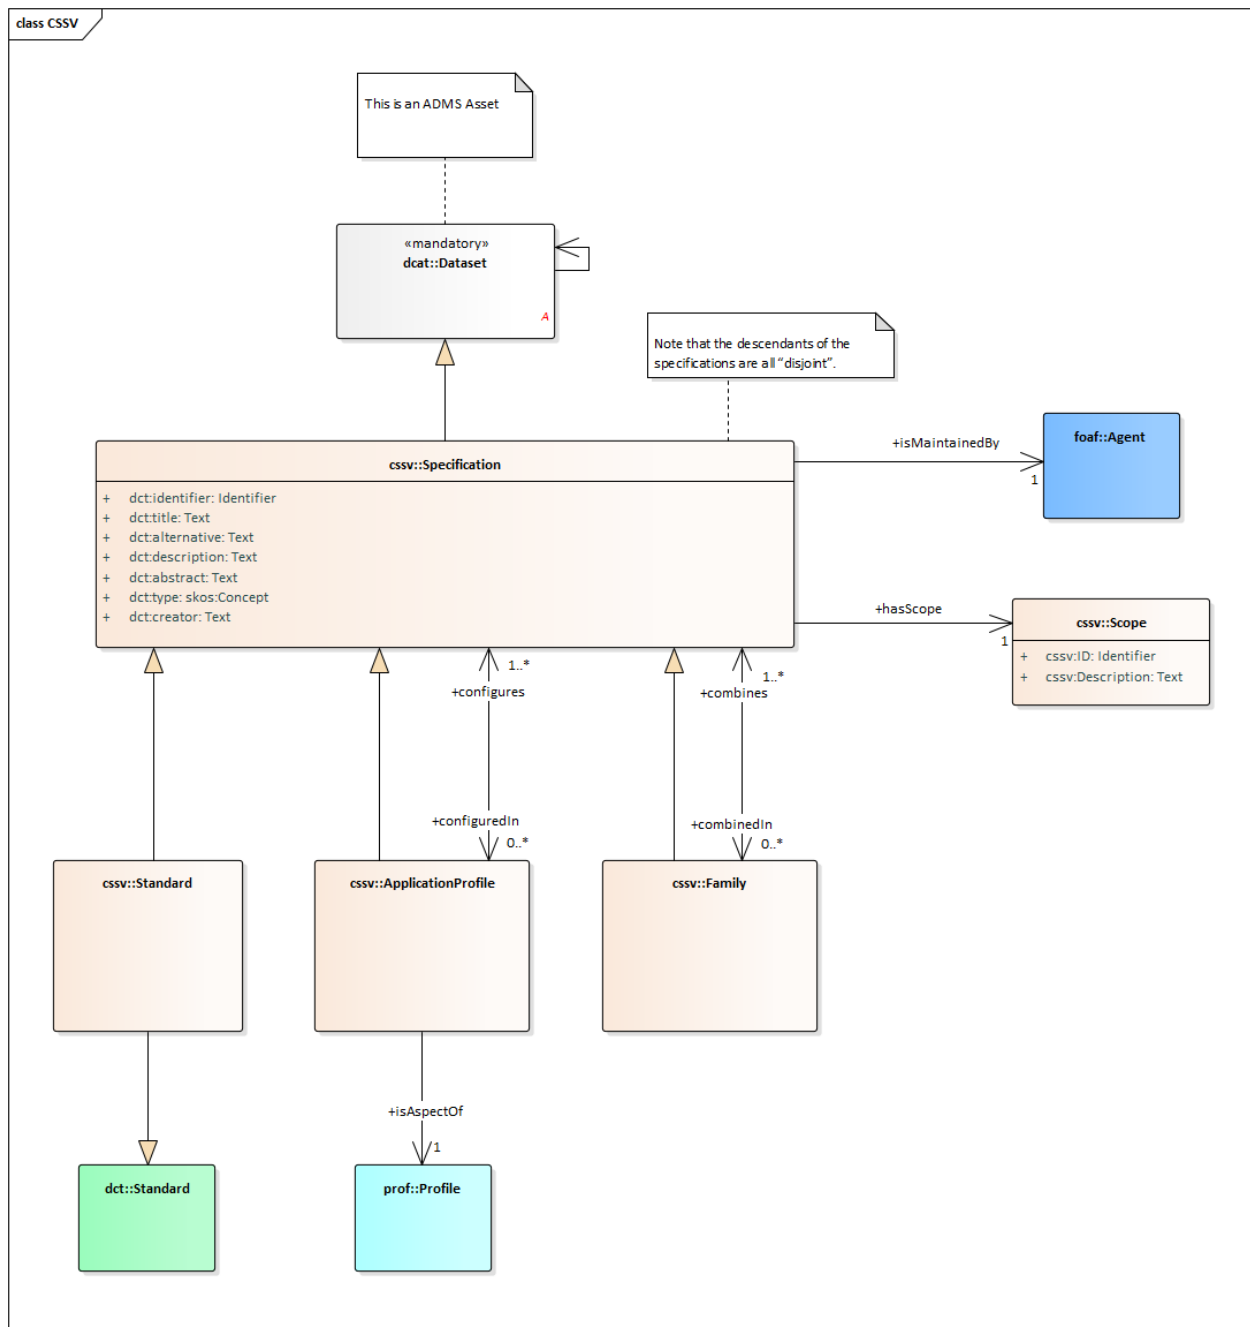 class CSSV
This is an ADMS Asset
«mandatory»
dcat::Dataset
A
Note that the descendants of the
specifications are all “disjoint”.
+isMaintainedBy
1
foaf::Agent
cssv::Specification
+ dct:identifier: Identifier
+ dct:title: Text
+ dct:alternative: Text
+ dct:description: Text
+ dct:abstract: Text
+ dct:type: skos:Concept
+ dct:creator: Text
+hasScope
1
cssv::Scope
+ cssv:ID: Identifier
+ cssv:Description: Text
1..*
+configures
1..*
+combines
+configuredIn
0..*
+combinedIn
0..*
cssv::Standard
cssv::ApplicationProfile
cssv::Family
+isAspectOf
1
dct::Standard
prof::Profile